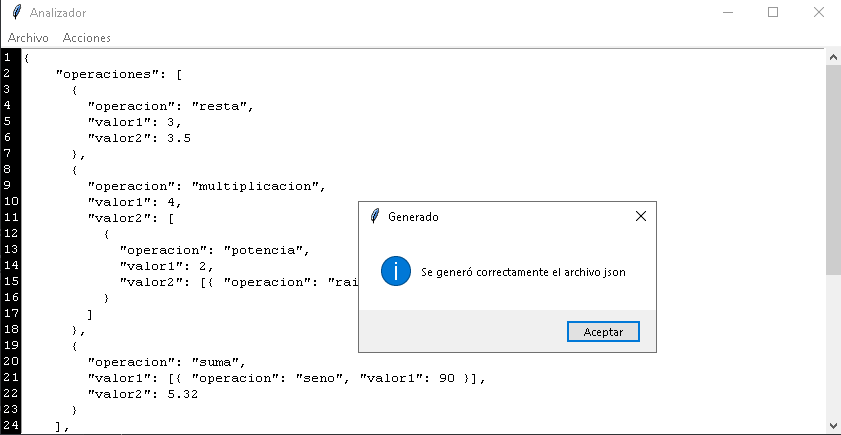 Analizador
Archivo Acciones
1 {
2 "operaciones": [
3 {
4 "operacion": "resta",
5 "valor1": 3,
6 "valor2": 3.5
7 },
8 {
9 "operacion": "multiplicacion",
10 "valor1": 4,
11 "valor2": [
12 {
13 "operacion": "potencia",
14 "valor1": 2,
15 "valor2": [{ "operacion": "rai
16 }
17 ]
18 },
19 {
20 "operacion": "suma",
21 "valor1": [{ "operacion": "seno", "valor1": 90 }],
22 "valor2": 5.32
23 }
24 ],
Generado
Se generó correctamente el archivo json
Aceptar